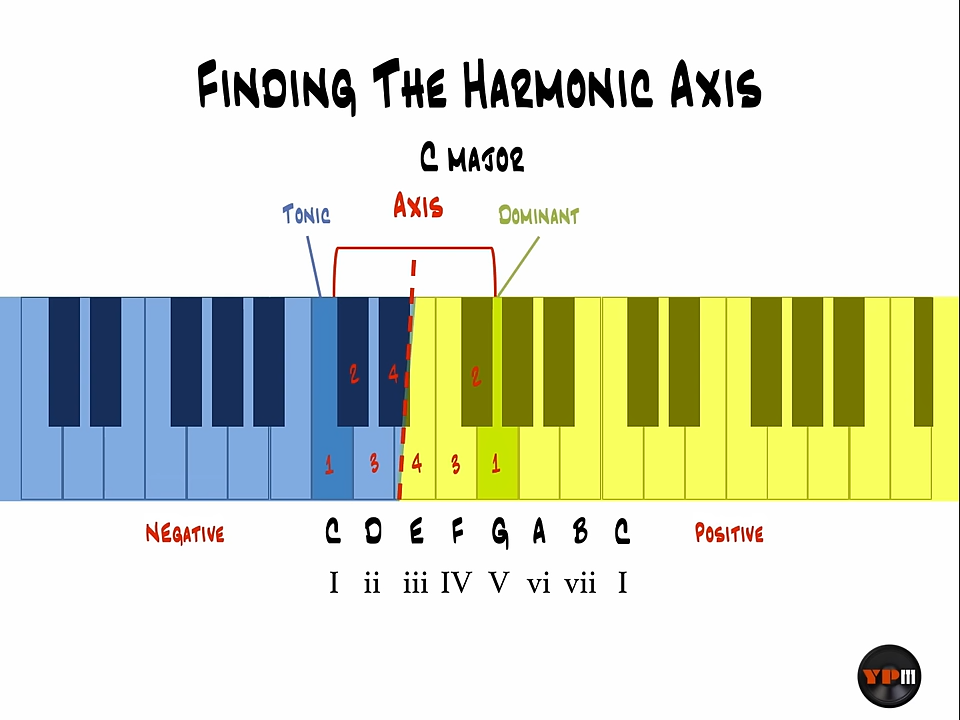 Finding The Harmonic Axis
C major
Tonic Axis Dominant
2 4 2
1 3 4 3 1
Negative C D E F G A B C Positive
I ii iii IV V vi vii I
YPm